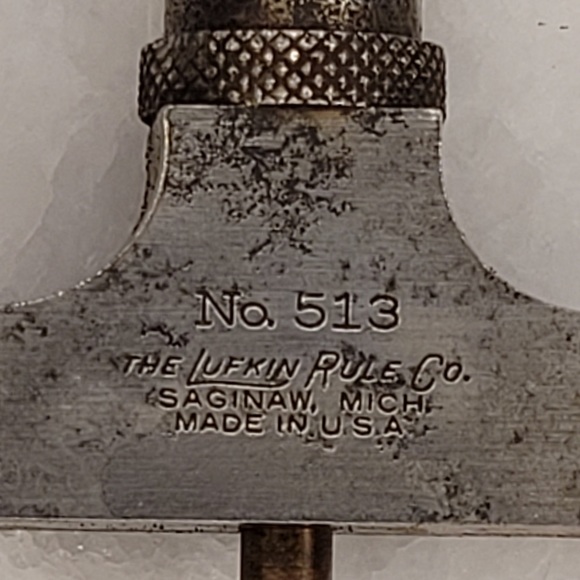 No. 513
THE LUFKIN RULE CO.
SAGINAW, MICH.
MADE IN U.S.A.